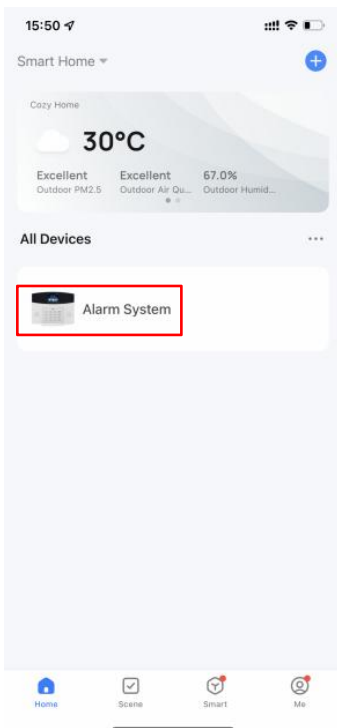 15:50
Smart Home
Cozy Home
30°C
Excellent Excellent 67.0%
Outdoor PM2.5 Outdoor Air Qu... Outdoor Humid...
All Devices
Alarm System
Home Scene Smart Me